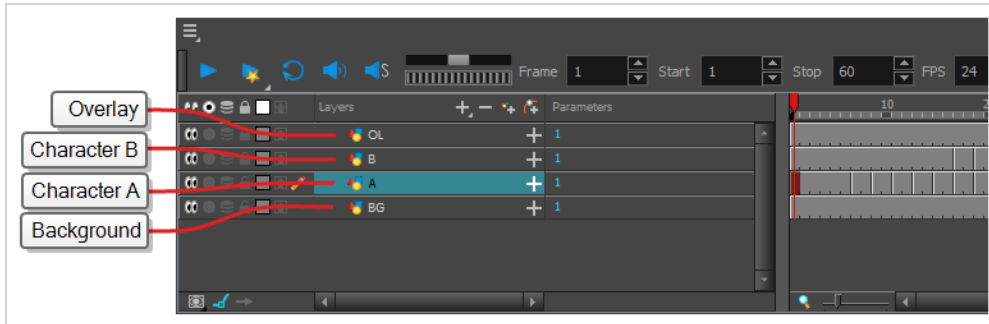 S Frame 1 Start 1 Stop 60 FPS 24
Layers Parameters 10 2
Overlay OL 1
Character B B 1
Character A A 1
Background BG 1